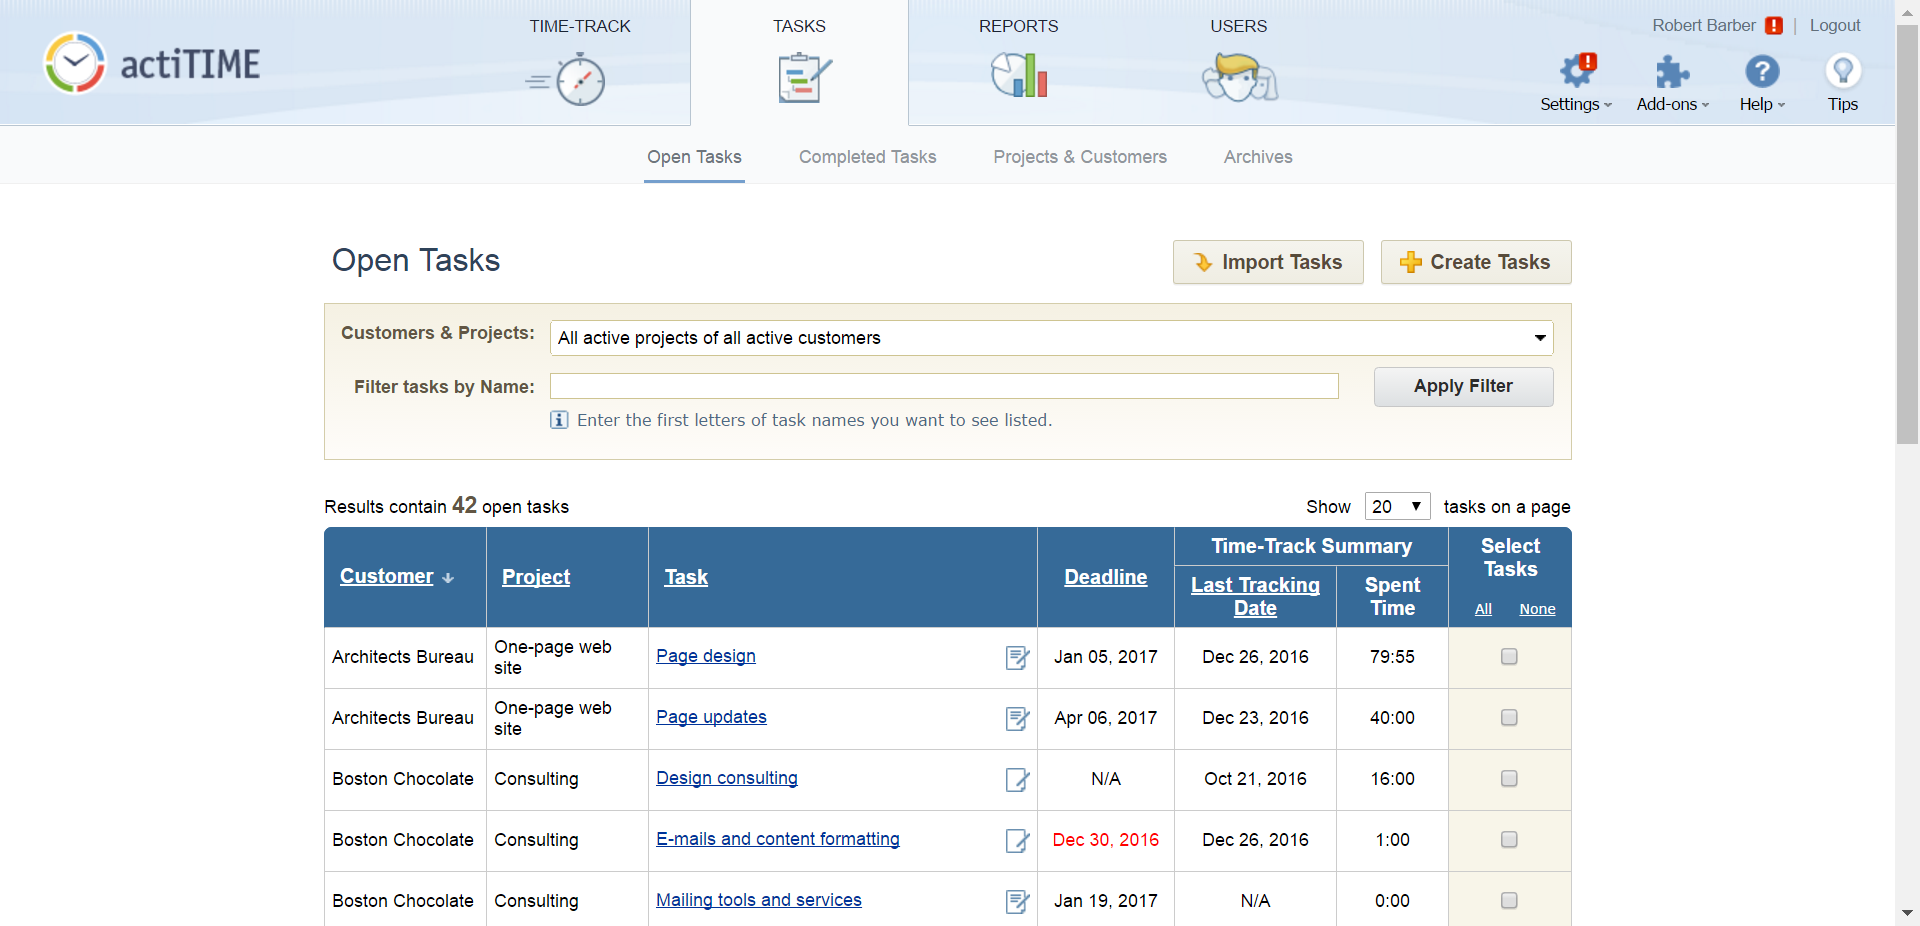 actiTIME
TIME-TRACK
TASKS
REPORTS
USERS
Robert Barber ! | Logout
Settings
Add-ons
Help
Tips
Open Tasks
Completed Tasks
Projects & Customers
Archives
Open Tasks
Import Tasks
Create Tasks
Customers & Projects:
All active projects of all active customers
Filter tasks by Name:
Apply Filter
Enter the first letters of task names you want to see listed.
Results contain 42 open tasks
Show 20 tasks on a page
Customer
Project
Task
Deadline
Time-Track Summary
Last Tracking
Date
Spent
Time
Select
Tasks
All None
Architects Bureau One-page web
site Page design Jan 05, 2017 Dec 26, 2016 79:55
Architects Bureau One-page web
site Page updates Apr 06, 2017 Dec 23, 2016 40:00
Boston Chocolate Consulting Design consulting N/A Oct 21, 2016 16:00
Boston Chocolate Consulting E-mails and content formatting Dec 30, 2016 Dec 26, 2016 1:00
Boston Chocolate Consulting Mailing tools and services Jan 19, 2017 N/A 0:00